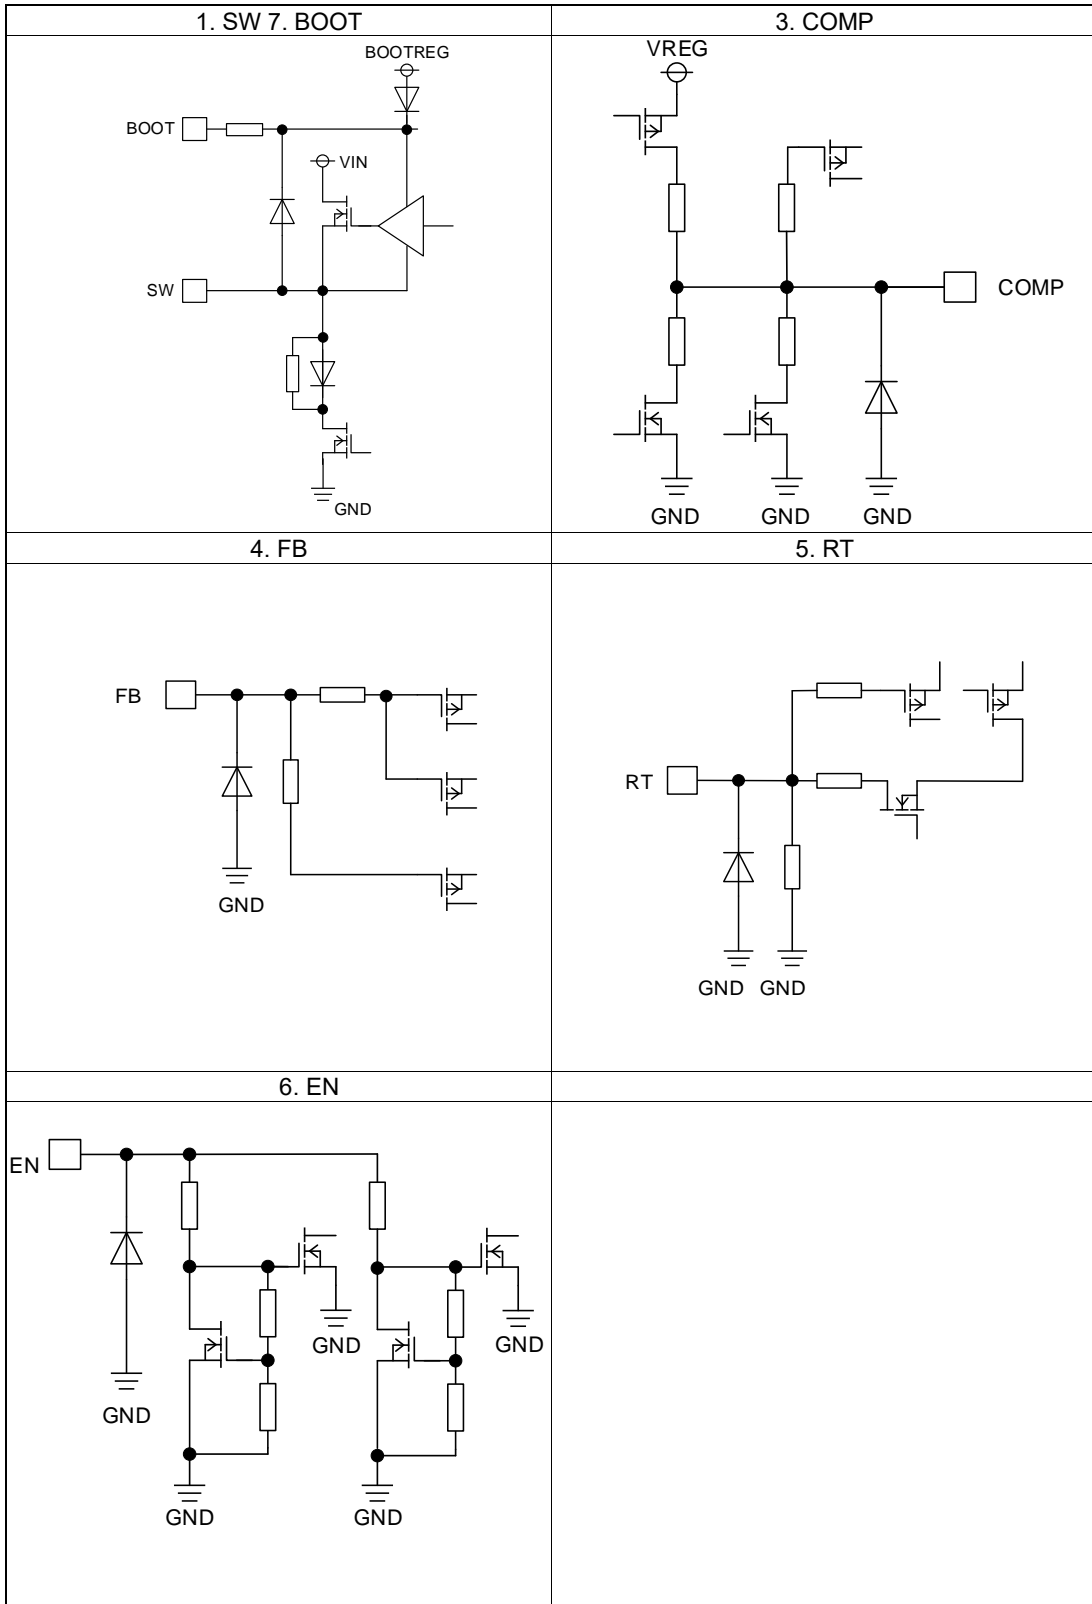 1. SW 7. BOOT
3. COMP
BOOTREG
BOOT
VIN
SW
GND
VREG
COMP
GND
GND
GND
4. FB
5. RT
FB
GND
RT
GND
GND
6. EN
EN
GND
GND
GND
GND
GND